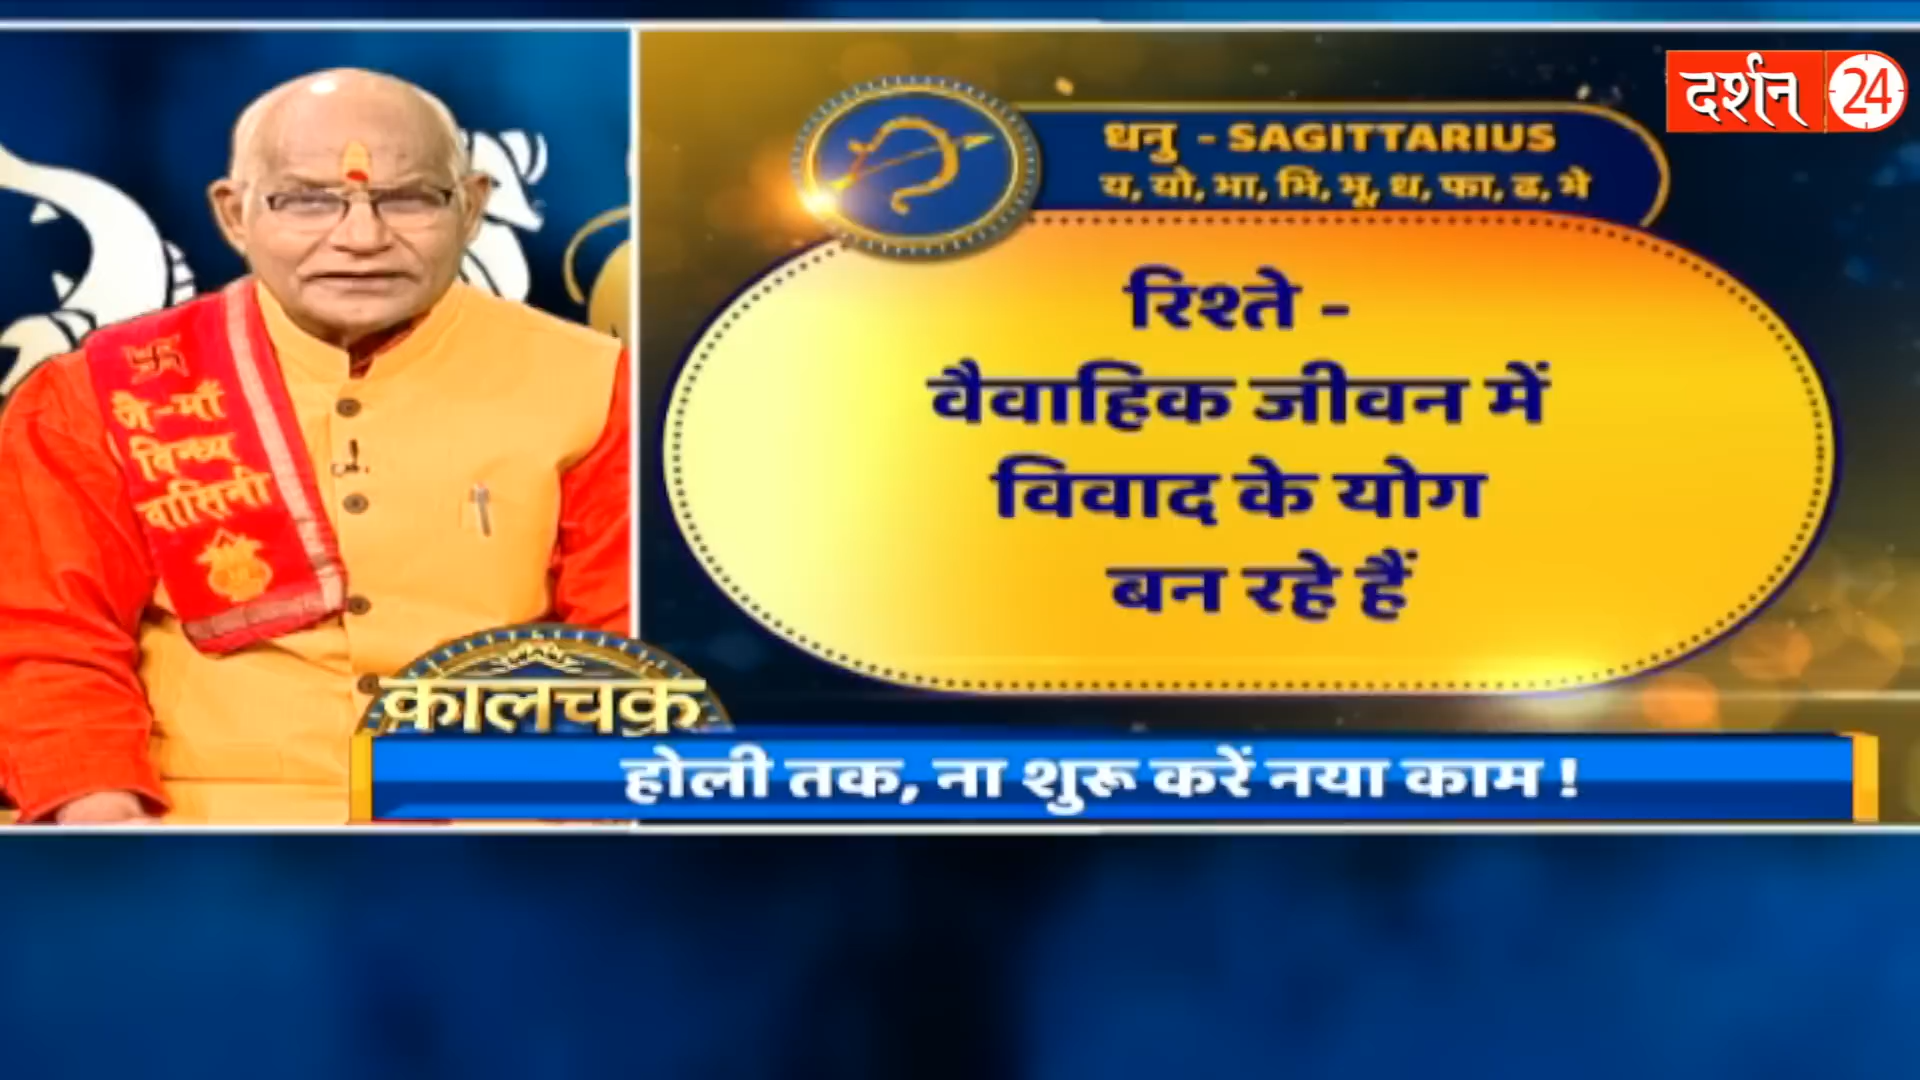 दर्शन 24
धनु - SAGITTARIUS
य, यो, भा, भि, भू, ध, फा, ढ, भे
रिश्ते -
वैवाहिक जीवन में
विवाद के योग
बन रहे हैं
जै-माँ
विन्ध्य
वासिनी
कालचक्र
होली तक, ना शुरू करें नया काम !